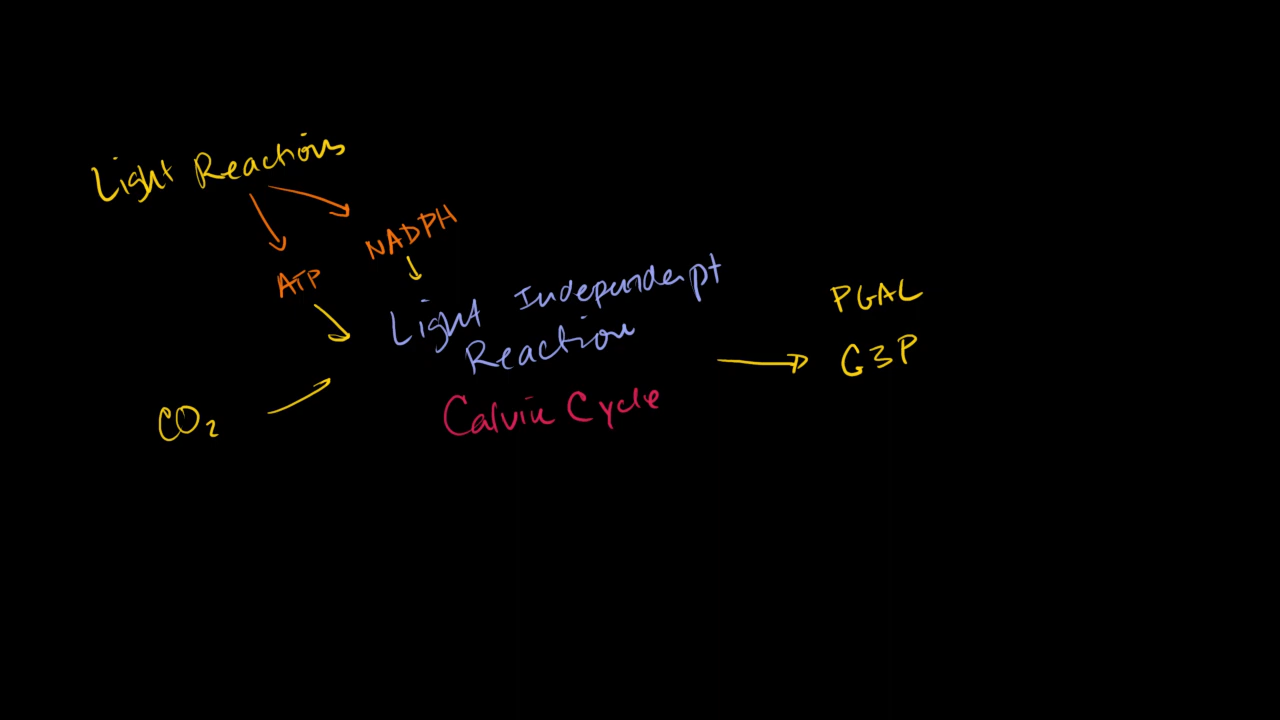 Light Reactions
ATP
NADPH
CO2
Light Independent
Reaction
Calvin Cycle
PGAL
G3P